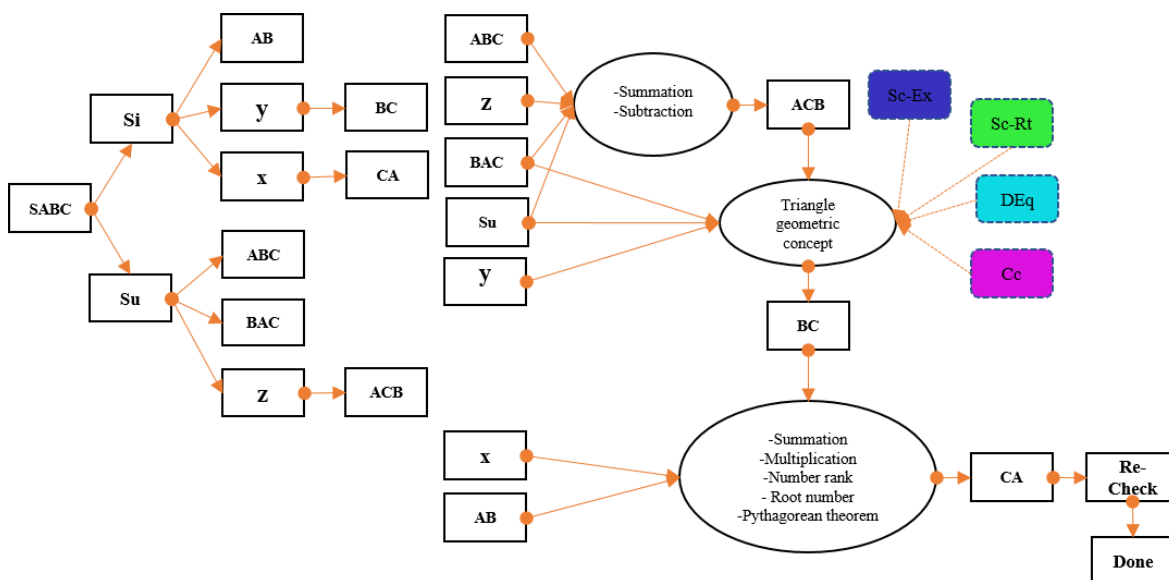 SABC
Si
Su
AB
y
BC
x
CA
ABC
BAC
z
ACB
ABC
z
BAC
Su
y
-Summation
-Subtraction
ACB
Triangle
geometric
concept
Sc-Ex
Sc-Rt
DEq
Cc
BC
x
AB
-Summation
-Multiplication
-Number rank
- Root number
-Pythagorean theorem
CA
Re-
Check
Done